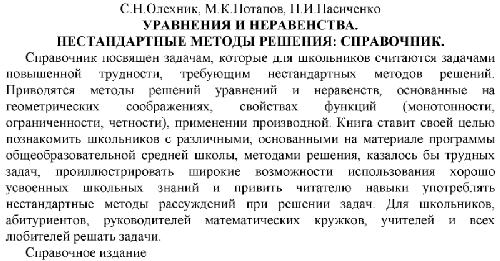 С.Н.Олехник, М.К.Потапов, П.И.Пасиченко
УРАВНЕНИЯ И НЕРАВЕНСТВА.
НЕСТАНДАРТНЫЕ МЕТОДЫ РЕШЕНИЯ: СПРАВОЧНИК.
Справочник посвящен задачам, которые для школьников считаются задачами
повышенной трудности, требующим нестандартных методов решений.
Приводятся методы решений уравнений и неравенств, основанные на
геометрических соображениях, свойствах функций (монотонности,
ограниченности, четности), применении производной. Книга ставит своей целью
познакомить школьников с различными, основанными на материале программы
общеобразовательной средней школы, методами решения, казалось бы трудных
задач, проиллюстрировать широкие возможности использования хорошо
усвоенных школьных знаний и привить читателю навыки употреблять
нестандартные методы рассуждений при решении задач. Для школьников,
абитуриентов, руководителей математических кружков, учителей и всех
любителей решать задачи.
Справочное издание